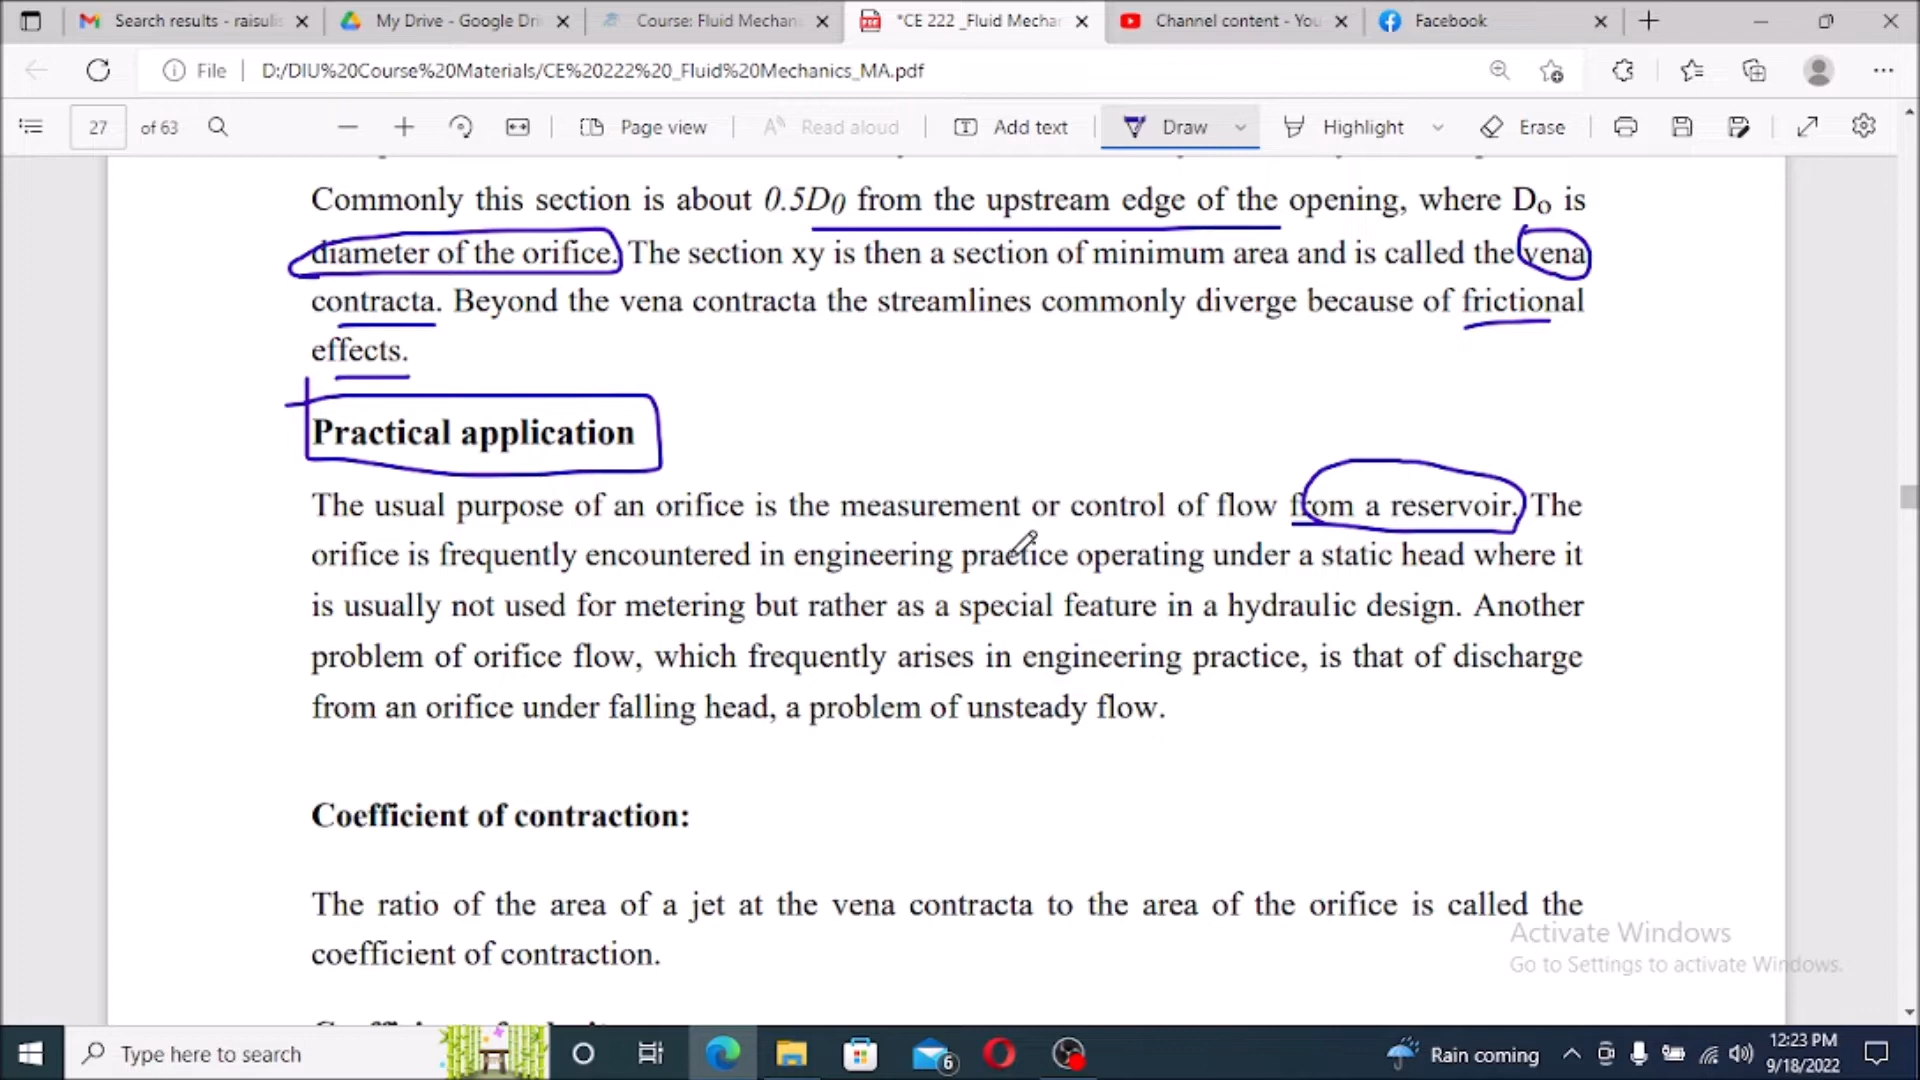 Search results - raisuli
My Drive - Google Dri
Course: Fluid Mechan
*CE 222 _Fluid Mechan
Channel content - You
Facebook
File
D:/DIU%20Course%20Materials/CE%20222%20_Fluid%20Mechanics_MA.pdf
27 of 63
Page view
Read aloud
Add text
Draw
Highlight
Erase
Commonly this section is about 0.5D0 from the upstream edge of the opening, where Do is
diameter of the orifice. The section xy is then a section of minimum area and is called the vena
contracta. Beyond the vena contracta the streamlines commonly diverge because of frictional
effects.
Practical application
The usual purpose of an orifice is the measurement or control of flow from a reservoir. The
orifice is frequently encountered in engineering practice operating under a static head where it
is usually not used for metering but rather as a special feature in a hydraulic design. Another
problem of orifice flow, which frequently arises in engineering practice, is that of discharge
from an orifice under falling head, a problem of unsteady flow.
Coefficient of contraction:
The ratio of the area of a jet at the vena contracta to the area of the orifice is called the
coefficient of contraction.
Activate Windows
Go to Settings to activate Windows.
Type here to search
6
Rain coming
12:23 PM
9/18/2022